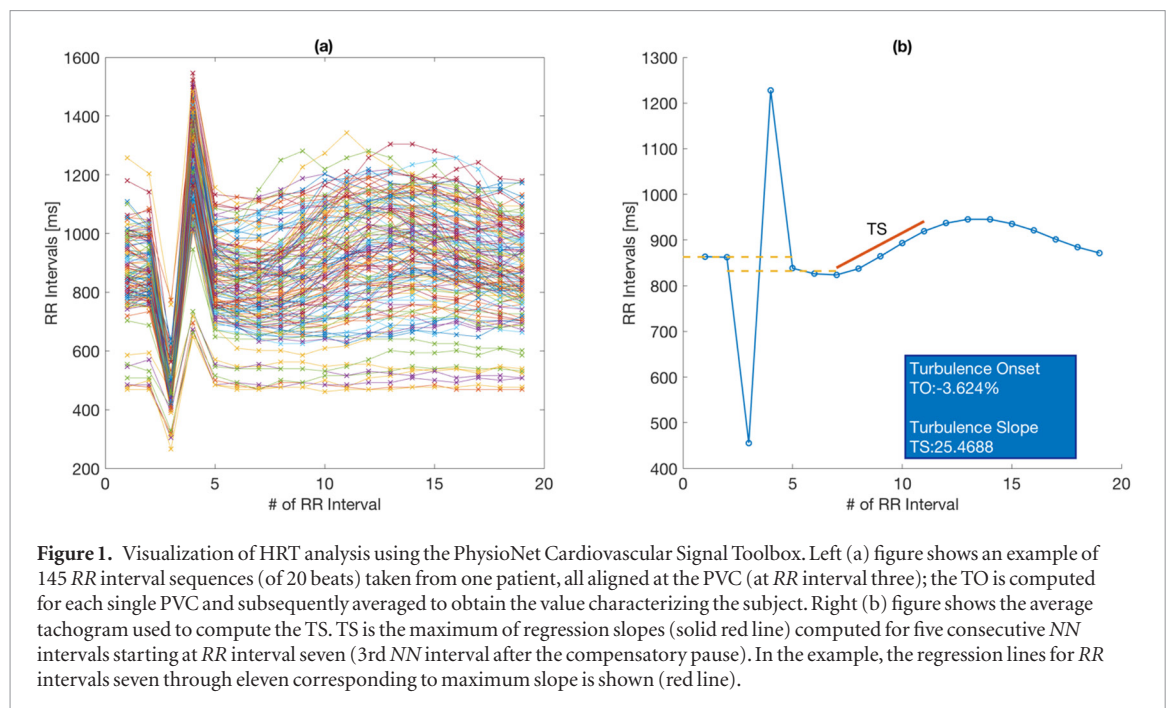 (a)
1600
1400
1200
1000
800
600
400
200
RR Intervals [ms]
0 5 10 15 20
# of RR Interval
(b)
1300
1200
1100
1000
900
800
700
600
500
400
RR Intervals [ms]
TS
Turbulence Onset
TO:-3.624%
Turbulence Slope
TS:25.4688
0 5 10 15 20
# of RR Interval
Figure 1. Visualization of HRT analysis using the PhysioNet Cardiovascular Signal Toolbox. Left (a) figure shows an example of
145 RR interval sequences (of 20 beats) taken from one patient, all aligned at the PVC (at RR interval three); the TO is computed
for each single PVC and subsequently averaged to obtain the value characterizing the subject. Right (b) figure shows the average
tachogram used to compute the TS. TS is the maximum of regression slopes (solid red line) computed for five consecutive NN
intervals starting at RR interval seven (3rd NN interval after the compensatory pause). In the example, the regression lines for RR
intervals seven through eleven corresponding to maximum slope is shown (red line).